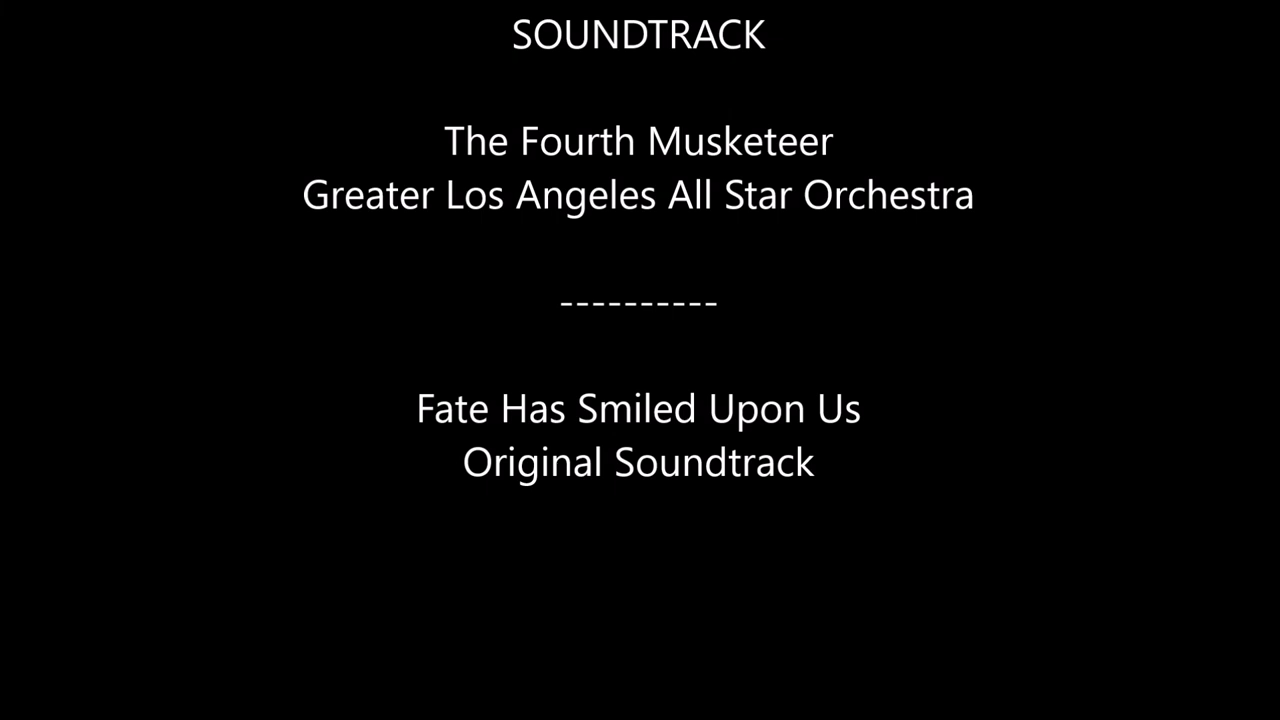 SOUNDTRACK
The Fourth Musketeer
Greater Los Angeles All Star Orchestra
----------
Fate Has Smiled Upon Us
Original Soundtrack